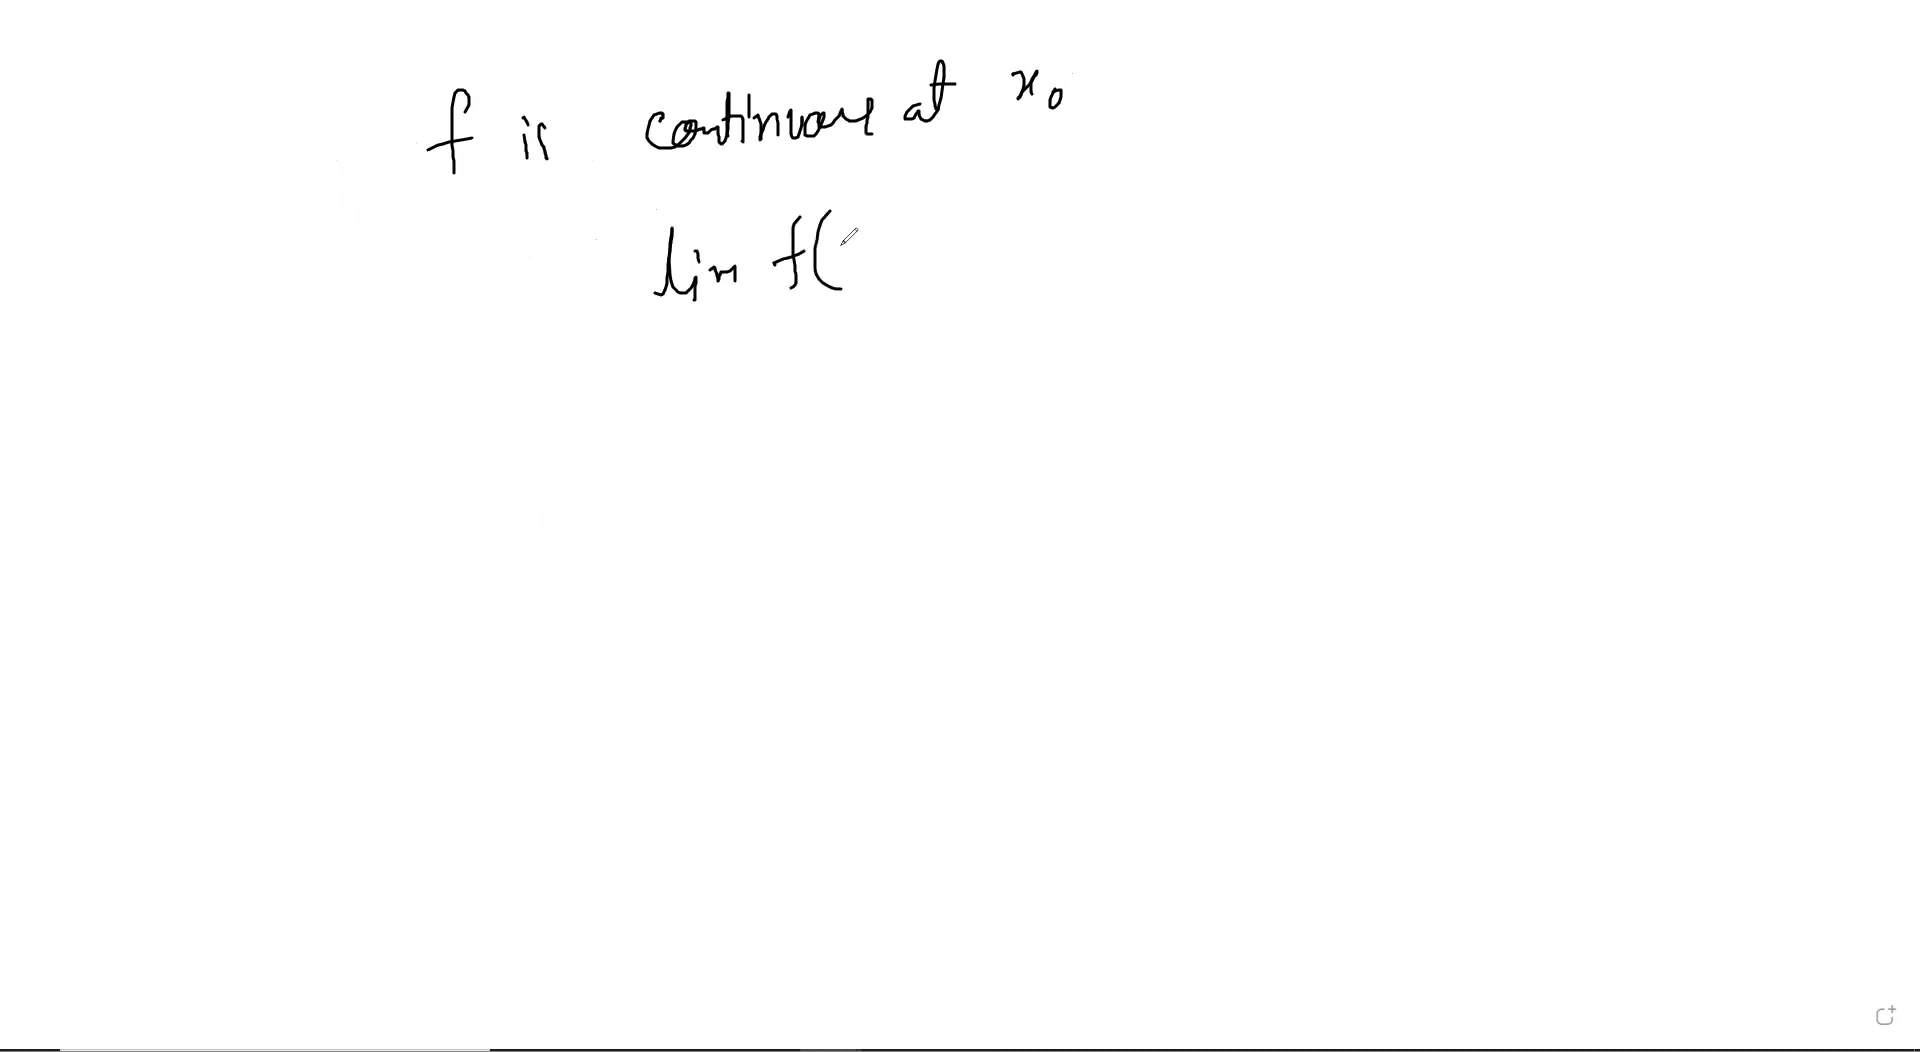 f is continuous at x₀
lim f(